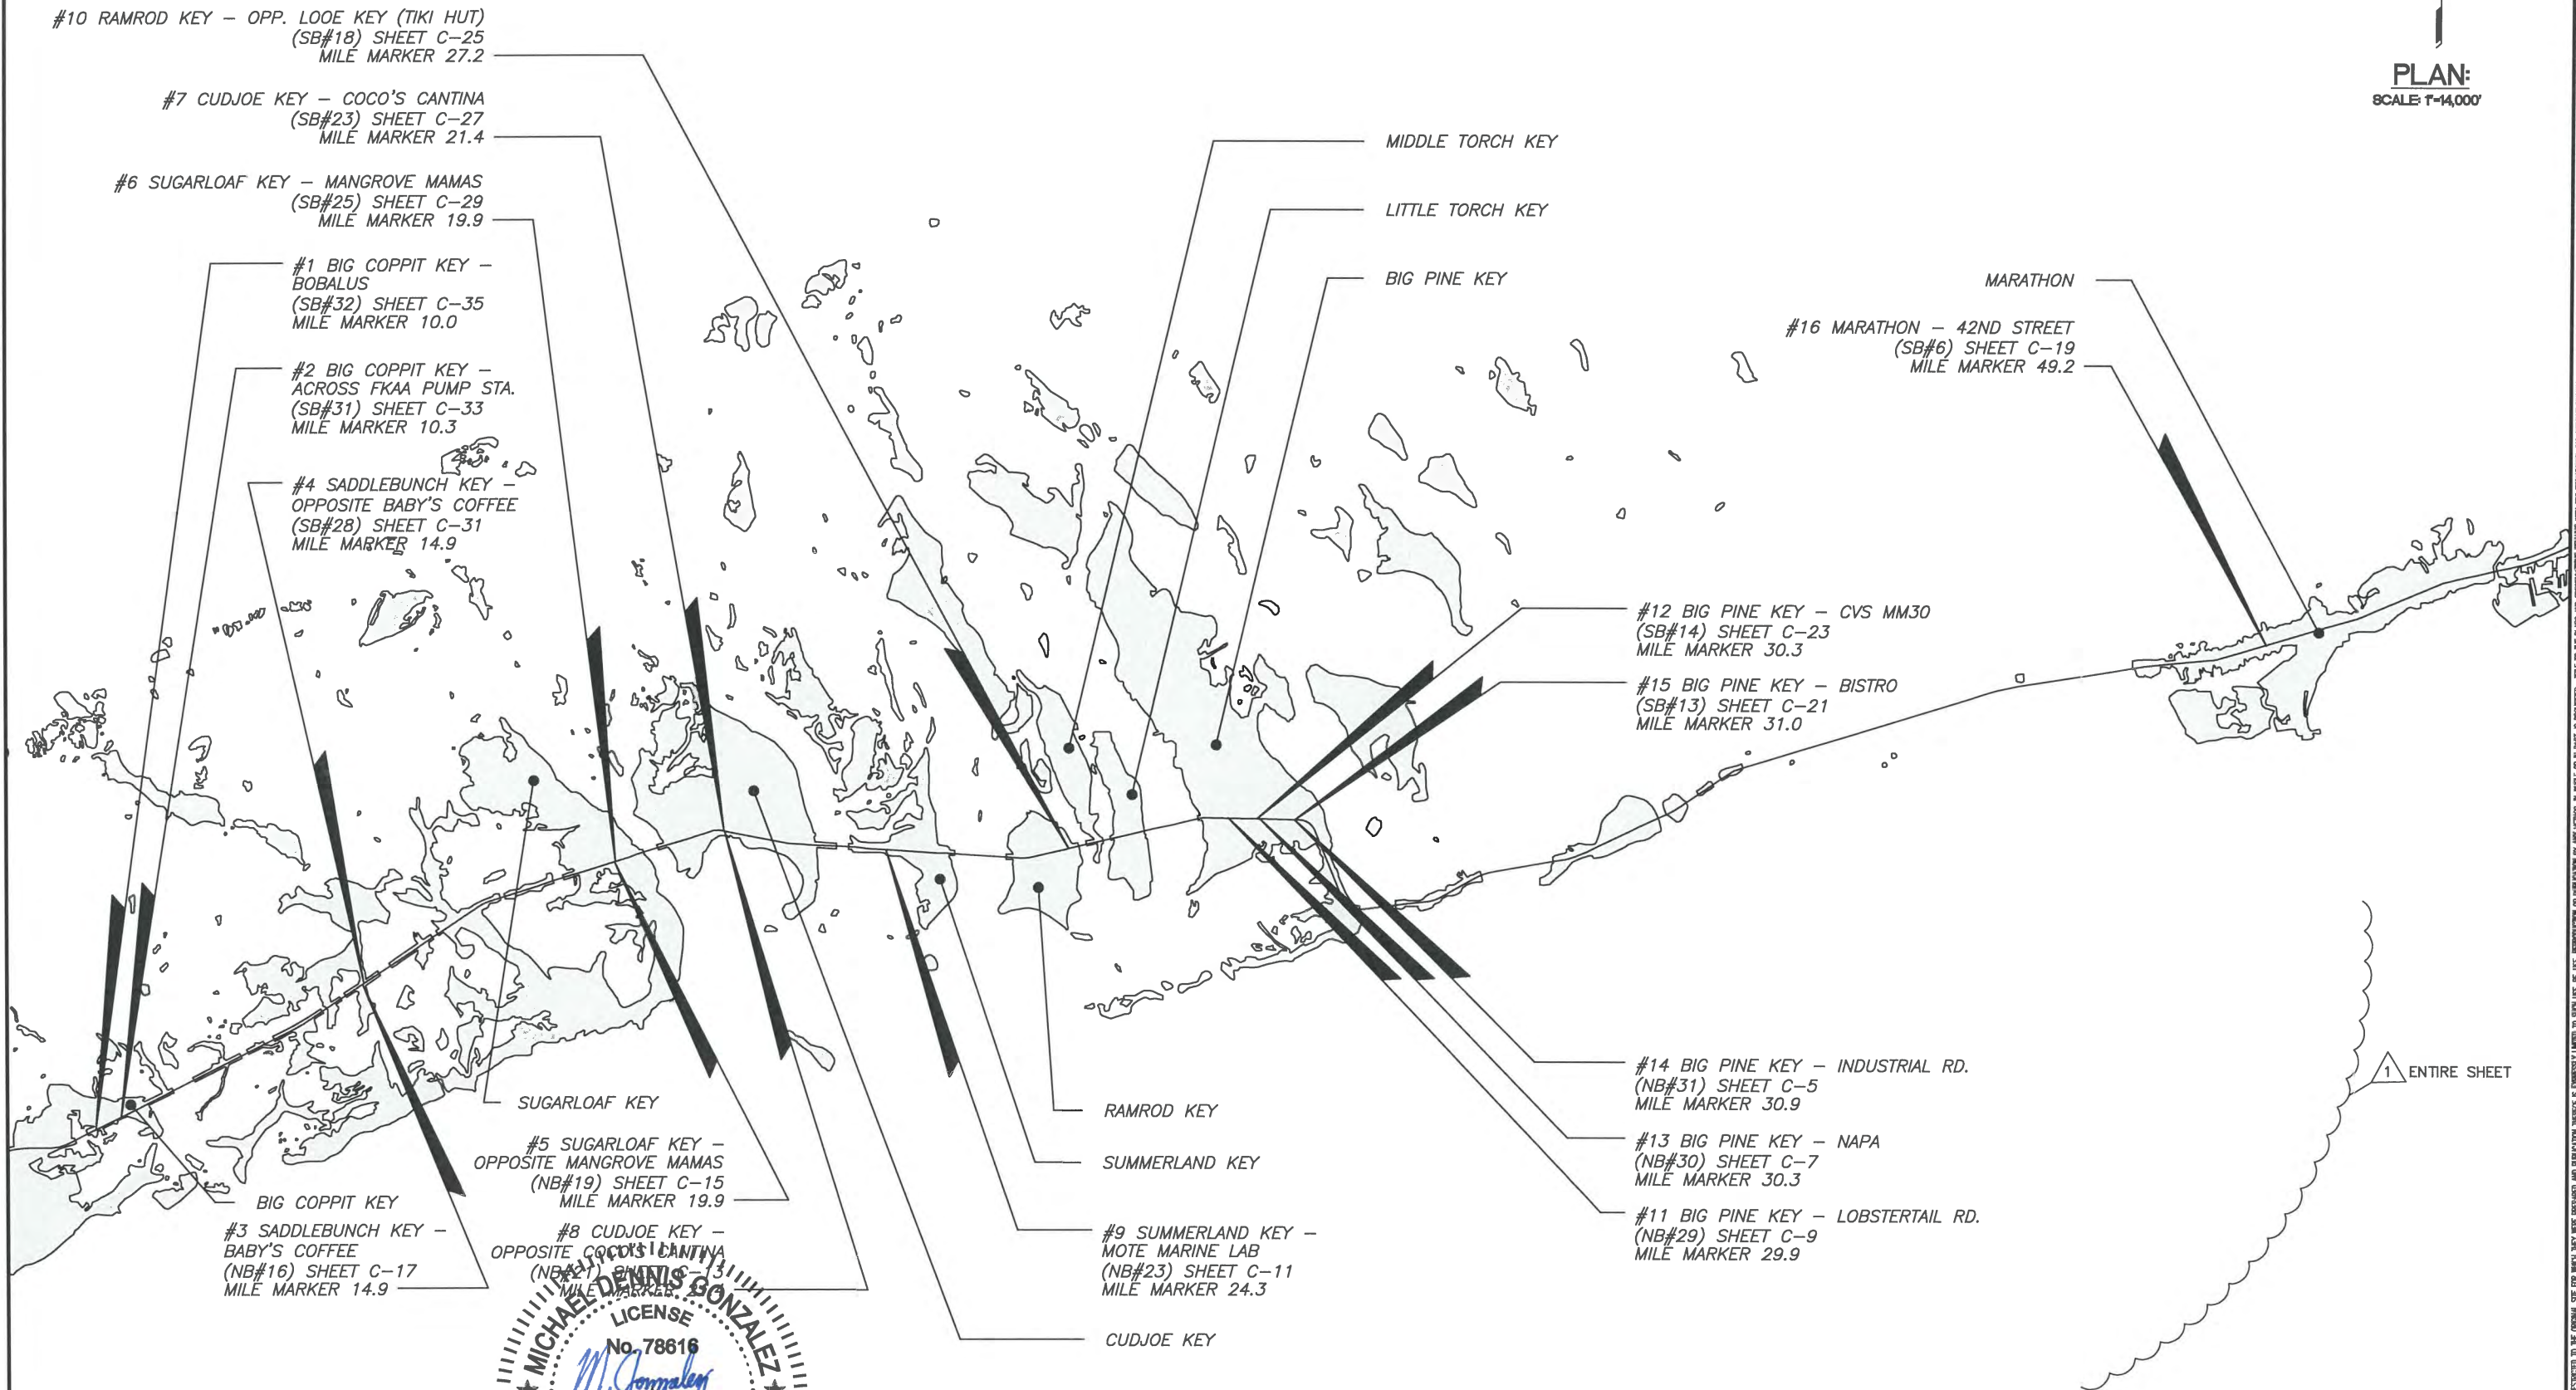 #10 RAMROD KEY – OPP. LOOE KEY (TIKI HUT)
(SB#18) SHEET C–25
MILE MARKER 27.2
#7 CUDJOE KEY – COCO'S CANTINA
(SB#23) SHEET C–27
MILE MARKER 21.4
#6 SUGARLOAF KEY – MANGROVE MAMAS
(SB#25) SHEET C–29
MILE MARKER 19.9
#1 BIG COPPIT KEY –
BOBALUS
(SB#32) SHEET C–35
MILE MARKER 10.0
#2 BIG COPPIT KEY –
ACROSS FKAA PUMP STA.
(SB#31) SHEET C–33
MILE MARKER 10.3
#4 SADDLEBUNCH KEY –
OPPOSITE BABY'S COFFEE
(SB#28) SHEET C–31
MILE MARKER 14.9
PLAN:
SCALE: 1"=14,000'
MIDDLE TORCH KEY
LITTLE TORCH KEY
BIG PINE KEY
MARATHON
#16 MARATHON – 42ND STREET
(SB#6) SHEET C–19
MILE MARKER 49.2
#12 BIG PINE KEY – CVS MM30
(SB#14) SHEET C–23
MILE MARKER 30.3
#15 BIG PINE KEY – BISTRO
(SB#13) SHEET C–21
MILE MARKER 31.0
#14 BIG PINE KEY – INDUSTRIAL RD.
(NB#31) SHEET C–5
MILE MARKER 30.9
#13 BIG PINE KEY – NAPA
(NB#30) SHEET C–7
MILE MARKER 30.3
#11 BIG PINE KEY – LOBSTERTAIL RD.
(NB#29) SHEET C–9
MILE MARKER 29.9
1 ENTIRE SHEET
SUGARLOAF KEY
#5 SUGARLOAF KEY –
OPPOSITE MANGROVE MAMAS
(NB#19) SHEET C–15
MILE MARKER 19.9
BIG COPPIT KEY
#3 SADDLEBUNCH KEY –
BABY'S COFFEE
(NB#16) SHEET C–17
MILE MARKER 14.9
#8 CUDJOE KEY –
OPPOSITE COCO'S CANTINA
(NB#21) SHEET C–13
MILE MARKER
RAMROD KEY
SUMMERLAND KEY
#9 SUMMERLAND KEY –
MOTE MARINE LAB
(NB#23) SHEET C–11
MILE MARKER 24.3
CUDJOE KEY
MICHAEL DENNIS GONZALEZ
LICENSE
No. 78616
M. Gonzalez